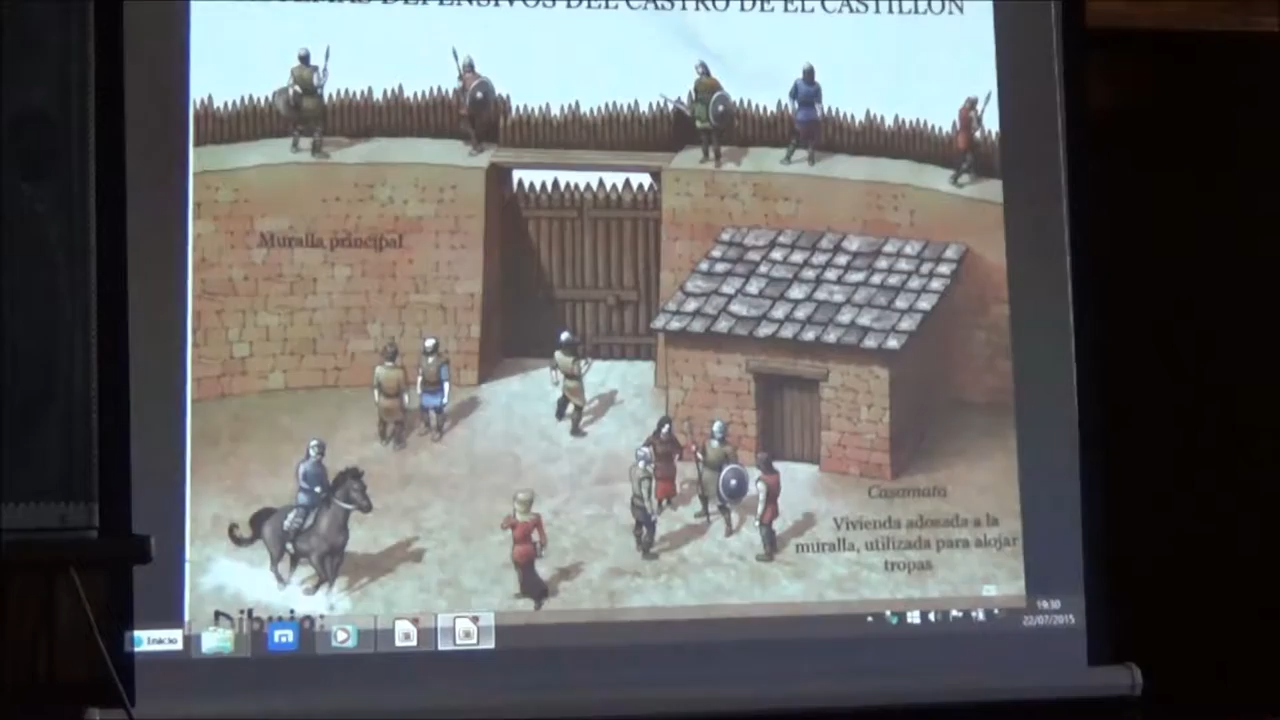 DEFENSIVOS DEL CASTRO DE EL CASTILLÓN
Muralla principal
Casamata
Vivienda adosada a la
muralla, utilizada para alojar
tropas
Dibujo:
Inicio
19:30
22/07/2015